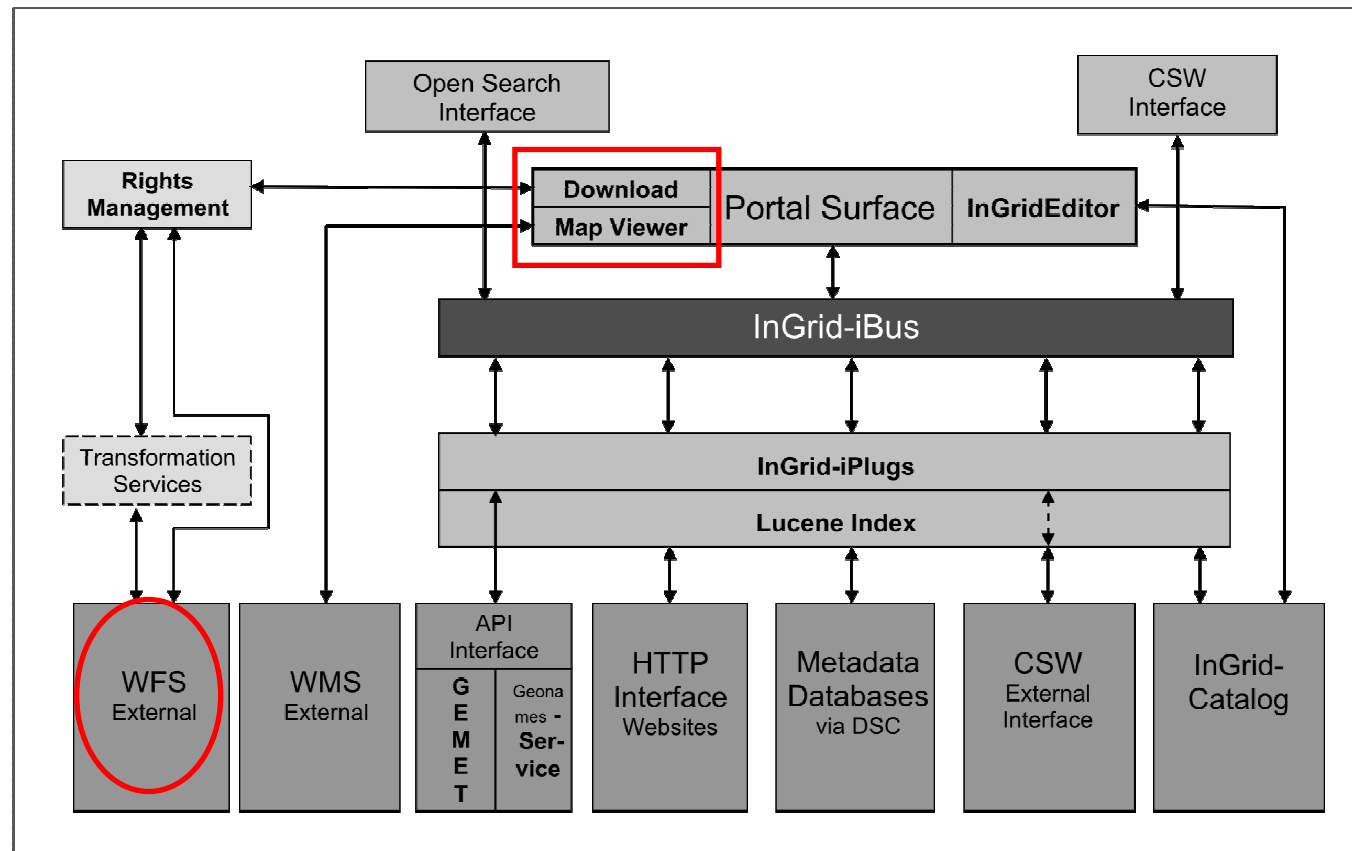 Open Search
Interface
CSW
Interface
Rights
Management
Download
Map Viewer
Portal Surface
InGridEditor
InGrid-iBus
Transformation
Services
InGrid-iPlugs
Lucene Index
WFS
External
WMS
External
API
Interface
G
E
M
E
T
Geona
mes -
Ser-
vice
HTTP
Interface
Websites
Metadata
Databases
via DSC
CSW
External
Interface
InGrid-
Catalog